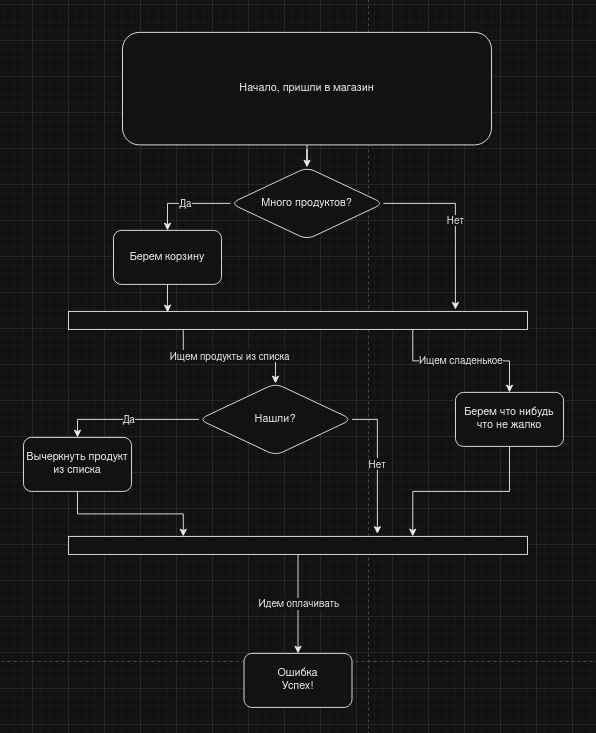 Начало, пришли в магазин
Много продуктов?
Да
Нет
Берем корзину
Ищем продукты из списка
Ищем сладенькое
Нашли?
Да
Берем что нибудь
что не жалко
Вычеркнуть продукт
из списка
Нет
Идем оплачивать
Ошибка
Успех!